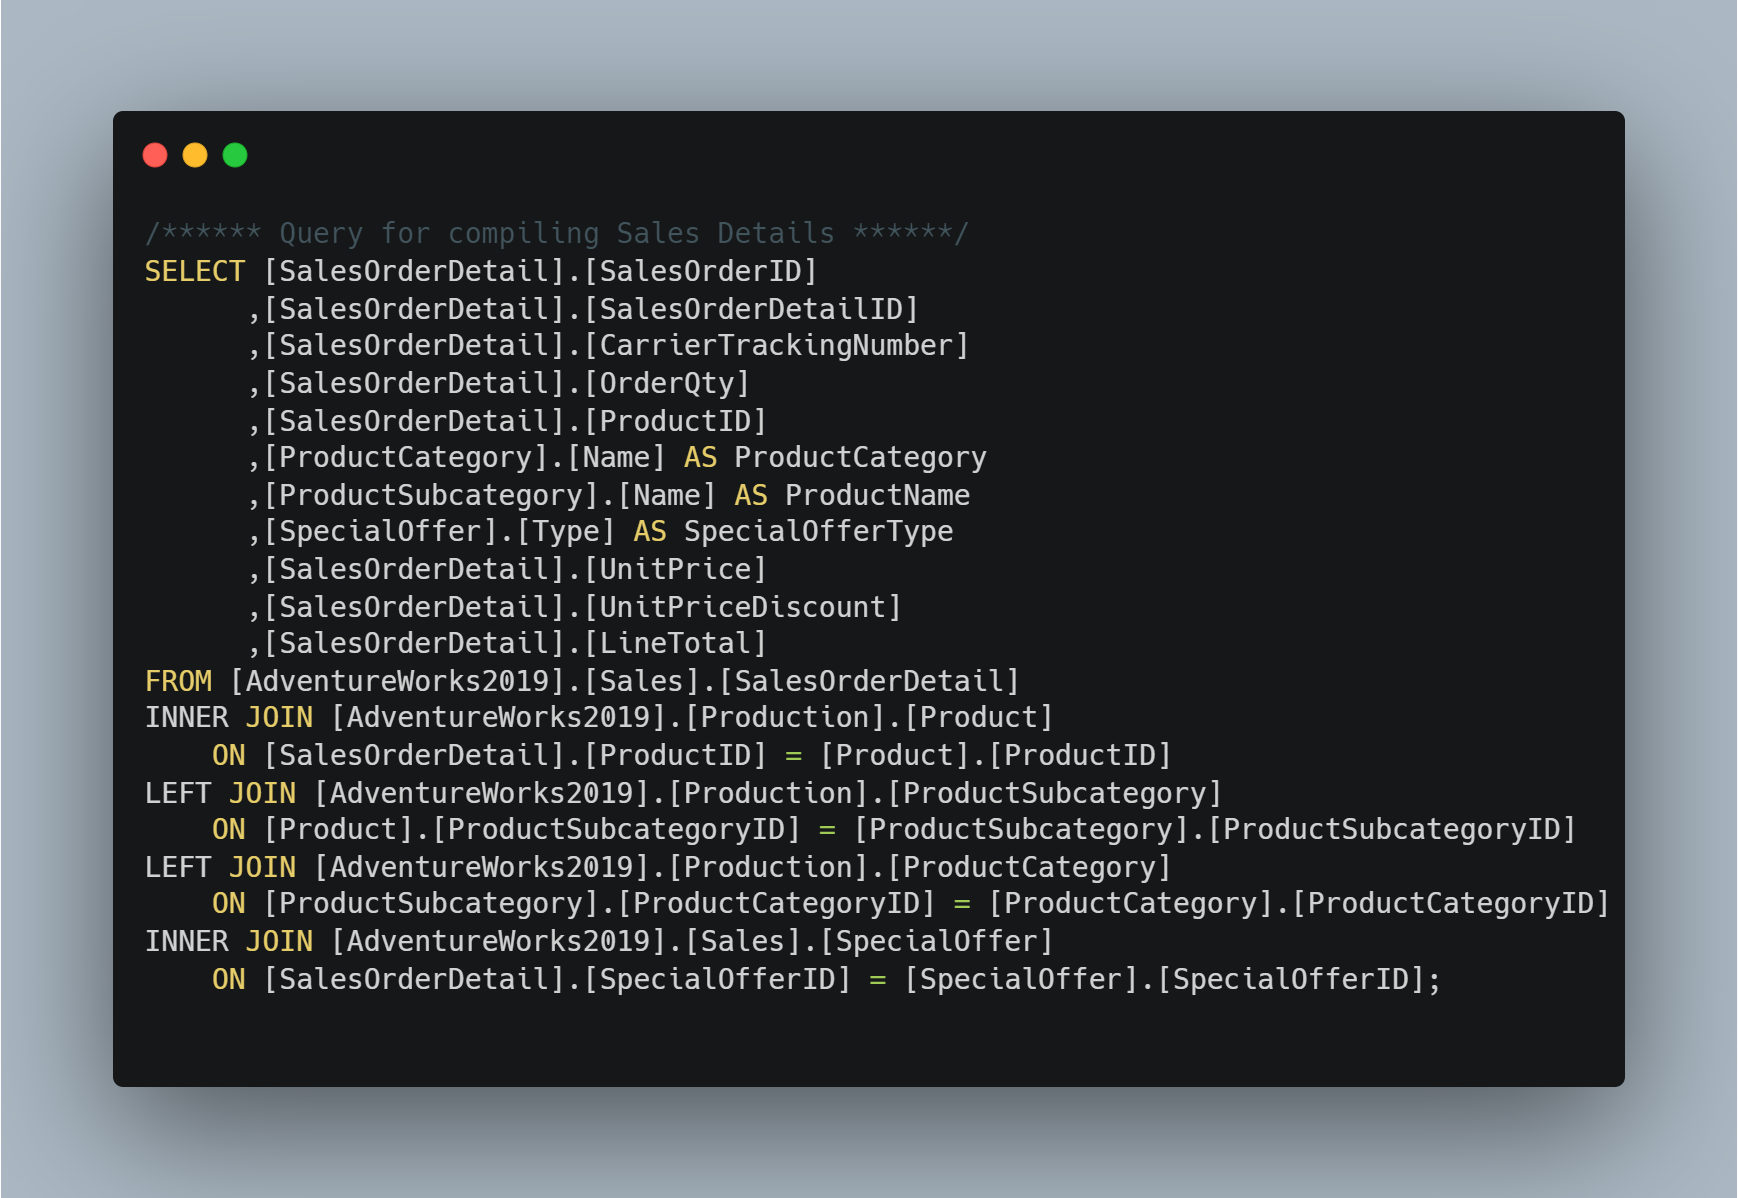 /****** Query for compiling Sales Details ******/
SELECT [SalesOrderDetail].[SalesOrderID]
      ,[SalesOrderDetail].[SalesOrderDetailID]
      ,[SalesOrderDetail].[CarrierTrackingNumber]
      ,[SalesOrderDetail].[OrderQty]
      ,[SalesOrderDetail].[ProductID]
      ,[ProductCategory].[Name] AS ProductCategory
      ,[ProductSubcategory].[Name] AS ProductName
      ,[SpecialOffer].[Type] AS SpecialOfferType
      ,[SalesOrderDetail].[UnitPrice]
      ,[SalesOrderDetail].[UnitPriceDiscount]
      ,[SalesOrderDetail].[LineTotal]
FROM [AdventureWorks2019].[Sales].[SalesOrderDetail]
INNER JOIN [AdventureWorks2019].[Production].[Product]
    ON [SalesOrderDetail].[ProductID] = [Product].[ProductID]
LEFT JOIN [AdventureWorks2019].[Production].[ProductSubcategory]
    ON [Product].[ProductSubcategoryID] = [ProductSubcategory].[ProductSubcategoryID]
LEFT JOIN [AdventureWorks2019].[Production].[ProductCategory]
    ON [ProductSubcategory].[ProductCategoryID] = [ProductCategory].[ProductCategoryID]
INNER JOIN [AdventureWorks2019].[Sales].[SpecialOffer]
    ON [SalesOrderDetail].[SpecialOfferID] = [SpecialOffer].[SpecialOfferID];